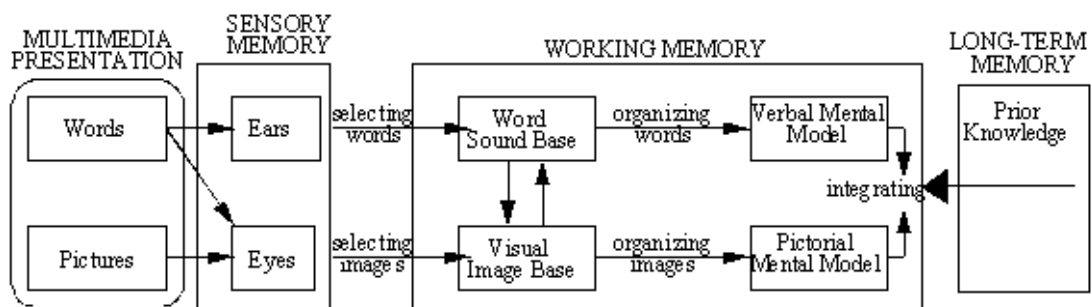 MULTIMEDIA
PRESENTATION
SENSORY
MEMORY
WORKING MEMORY
LONG-TERM
MEMORY
Words
Ears
selecting
words
Word
Sound Base
organizing
words
Verbal Mental
Model
Prior
Knowledge
integrating
Pictures
Eyes
selecting
images
Visual
Image Base
organizing
images
Pictorial
Mental Model